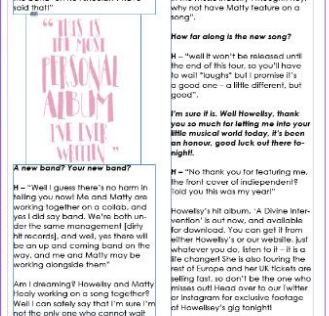 said that!"
"THIS IS
THE MOST
PERSONAL
ALBUM
I'VE EVER
WRITTEN"
A new band? Your new band?
H – "Well I guess there's no harm in
telling you now! Me and Matty are
working together on a collab, and
yes I did say band. We're both un-
der the same management [dirty
hit records], and well, yes there will
be an up and coming band on the
way, and me and Matty may be
working alongside them"
Am I dreaming? Howellsy and Matty
Healy working on a song together?
Well I can safely say that I'm sure I'm
not the only one who cannot wait
why not have Matty feature on a
song".
How far along is the new song?
H – "well it won't be released until
the end of this tour, so you'll have
to wait "laughs" but I promise it's
a good one – a little different, but
good".
I'm sure it is. Well Howellsy, thank
you so much for letting me into your
little musical world today, it's been
an honour, good luck out there to-
night!.
H – "No thank you for featuring me,
the front cover of indiependent?
Told you this was my year!"
Howellsy's hit album, 'A Divine Inter-
vention' is out now, and available
for download. You can get it from
either Howellsy's or our website, just
whatever you do, listen to it – it is a
life changer! She is also touring the
rest of Europe and her UK tickets are
selling fast, so don't be the one who
misses out! Head over to our Twitter
or Instagram for exclusive footage
of Howellsey's gig tonight!